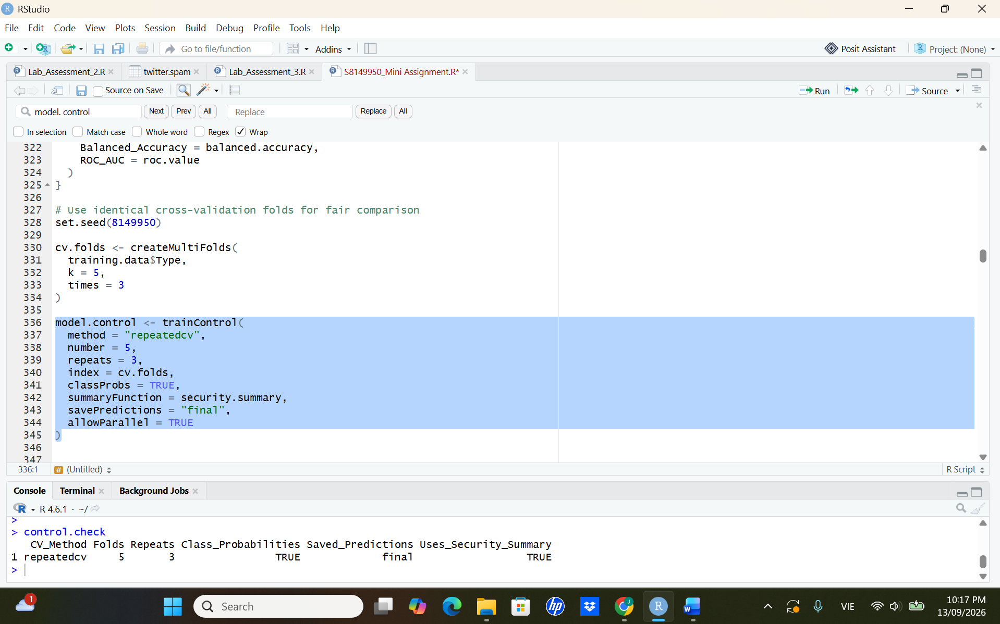 RStudio
File Edit Code View Plots Session Build Debug Profile Tools Help
Go to file/function Addins Posit Assistant Project: (None)
Lab_Assessment_2.R twitter.spam Lab_Assessment_3.R S8149950_Mini Assignment.R*
Source on Save Run Source
model. control Next Prev All Replace Replace All
In selection Match case Whole word Regex Wrap
322 Balanced_Accuracy = balanced.accuracy,
323 ROC_AUC = roc.value
324 )
325 }
326
327 # Use identical cross-validation folds for fair comparison
328 set.seed(8149950)
329
330 cv.folds <- createMultiFolds(
331 training.data$Type,
332 k = 5,
333 times = 3
334 )
335
336 model.control <- trainControl(
337 method = "repeatedcv",
338 number = 5,
339 repeats = 3,
340 index = cv.folds,
341 classProbs = TRUE,
342 summaryFunction = security.summary,
343 savePredictions = "final",
344 allowParallel = TRUE
345 )
346
347
336:1 # (Untitled) R Script
Console Terminal Background Jobs
R R 4.6.1 · ~/
>
> control.check
CV_Method Folds Repeats Class_Probabilities Saved_Predictions Uses_Security_Summary
1 repeatedcv 5 3 TRUE final TRUE
>
1 Search hp J R W VIE 10:17 PM
13/09/2026